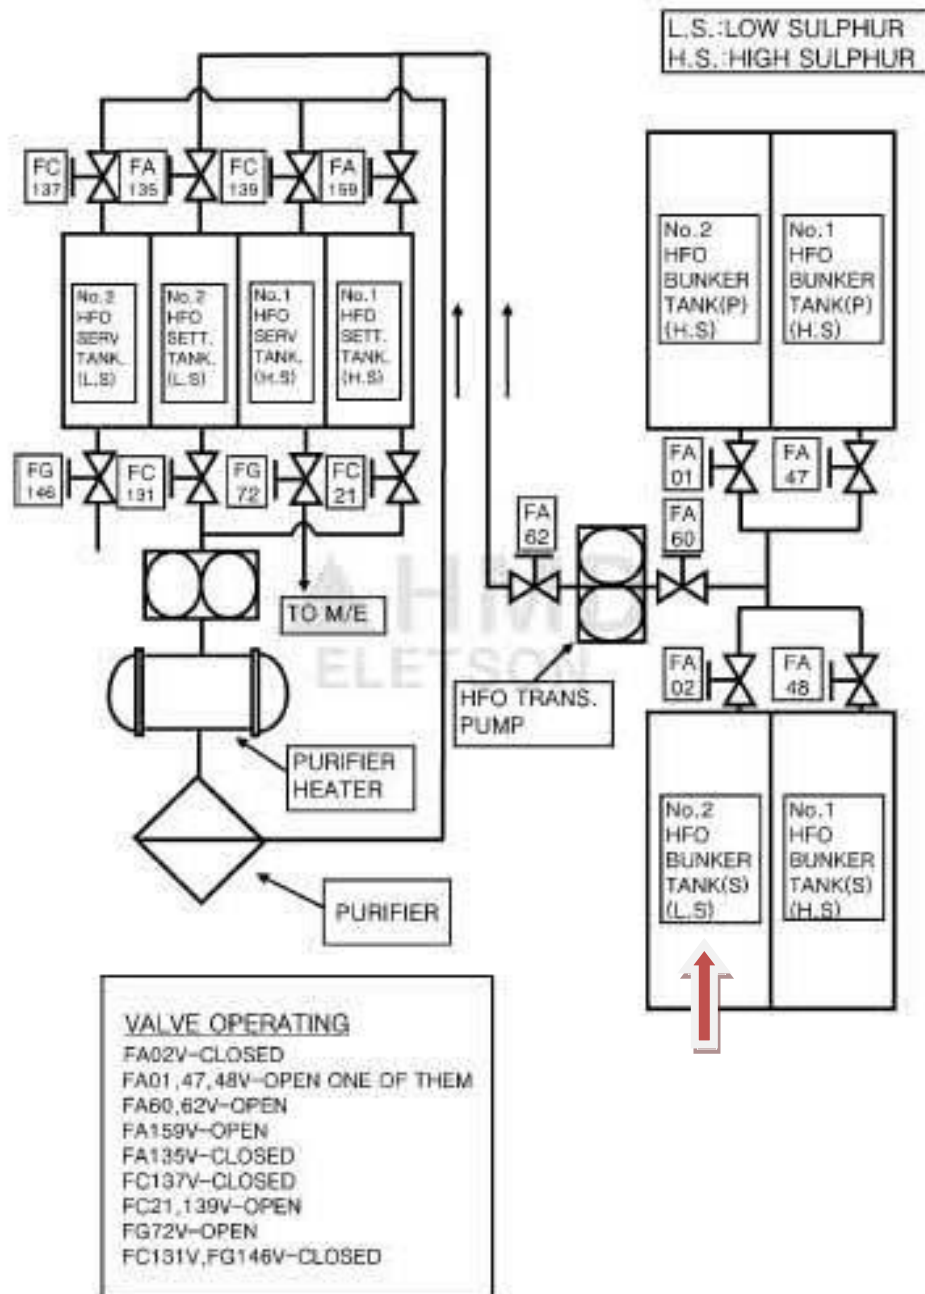 L.S.:LOW SULPHUR
H.S.:HIGH SULPHUR
FC
137
FA
135
FC
139
FA
159
No.2
HFO
SERV
TANK.
(L.S)
No.2
HFO
SETT.
TANK.
(L.S)
No.1
HFO
SERV
TANK.
(H.S)
No.1
HFO
SETT.
TANK.
(H.S)
No.2
HFO
BUNKER
TANK(P)
(H.S)
No.1
HFO
BUNKER
TANK(P)
(H.S)
FG
146
FC
131
FG
72
FC
21
FA
01
FA
47
FA
62
FA
60
TO M/E
HMD
ELETSON
FA
02
FA
48
HFO TRANS.
PUMP
PURIFIER
HEATER
No.2
HFO
BUNKER
TANK(S)
(L.S)
No.1
HFO
BUNKER
TANK(S)
(H.S)
PURIFIER
VALVE OPERATING
FA02V-CLOSED
FA01,47,48V-OPEN ONE OF THEM
FA60,62V-OPEN
FA159V-OPEN
FA135V-CLOSED
FC137V-CLOSED
FC21,139V-OPEN
FG72V-OPEN
FC131V,FG146V-CLOSED